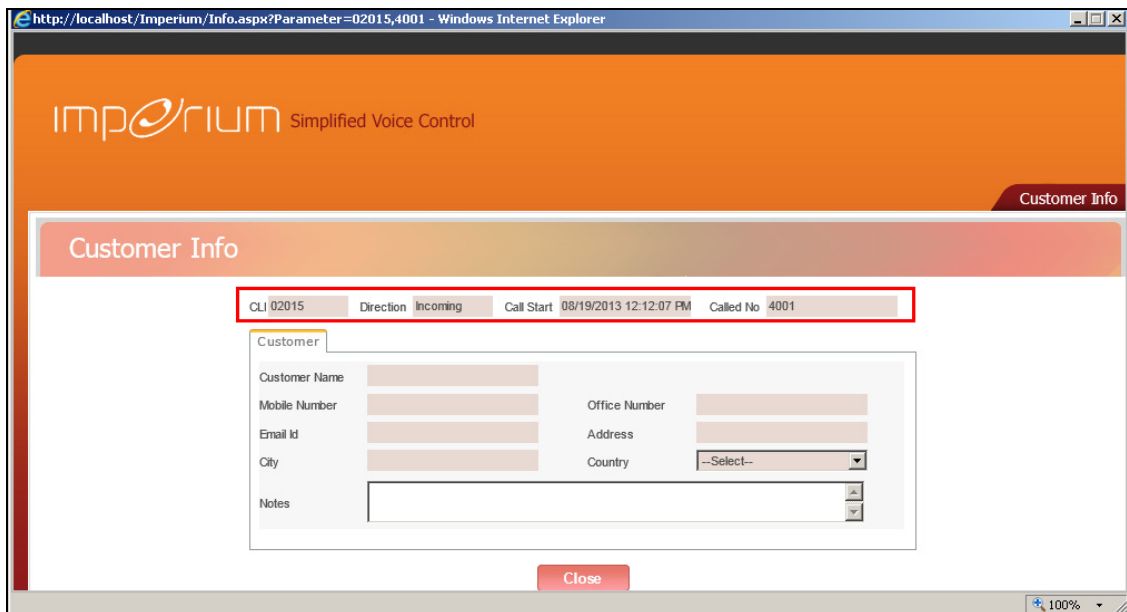 http://localhost/Imperium/Info.aspx?Parameter=02015,4001 - Windows Internet Explorer
Imperium Simplified Voice Control
Customer Info
Customer Info
CLI 02015 Direction Incoming Call Start 08/19/2013 12:12:07 PM Called No 4001
Customer
Customer Name
Mobile Number Office Number
Email Id Address
City Country --Select--
Notes
Close
100%